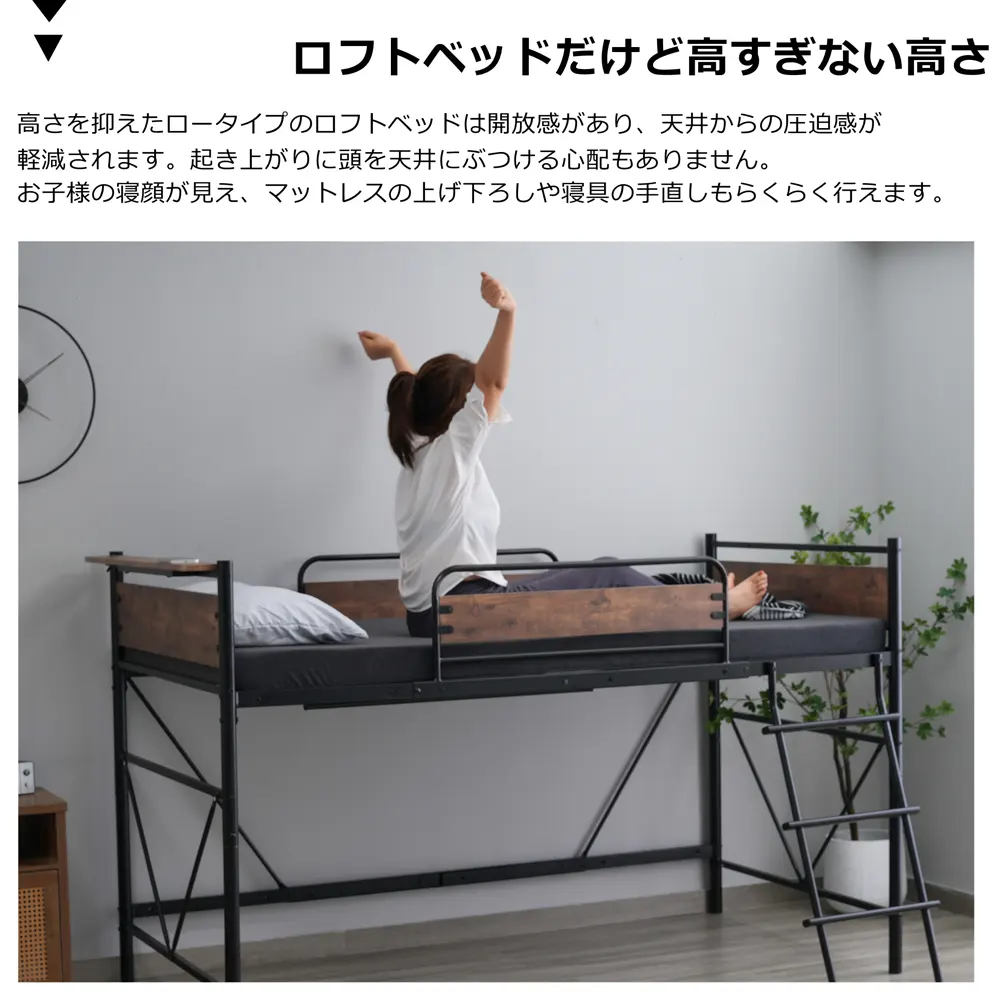 ロフトベッドだけど高すぎない高さ
高さを抑えたロータイプのロフトベッドは開放感があり、天井からの圧迫感が
軽減されます。起き上がりに頭を天井にぶつける心配もありません。
お子様の寝顔が見え、マットレスの上げ下ろしや寝具の手直しもらくらく行えます。